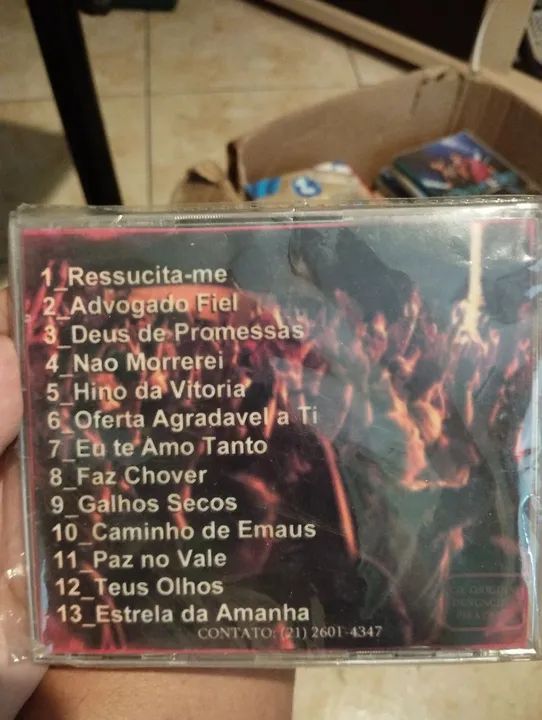 1_Ressucita-me
2_Advogado Fiel
3_Deus de Promessas
4_Nao Morrerei
5_Hino da Vitoria
6_Oferta Agradavel a Ti
7_Eu te Amo Tanto
8_Faz Chover
9_Galhos Secos
10_Caminho de Emaus
11_Paz no Vale
12_Teus Olhos
13_Estrela da Amanha
CONTATO: (21) 2601-4347